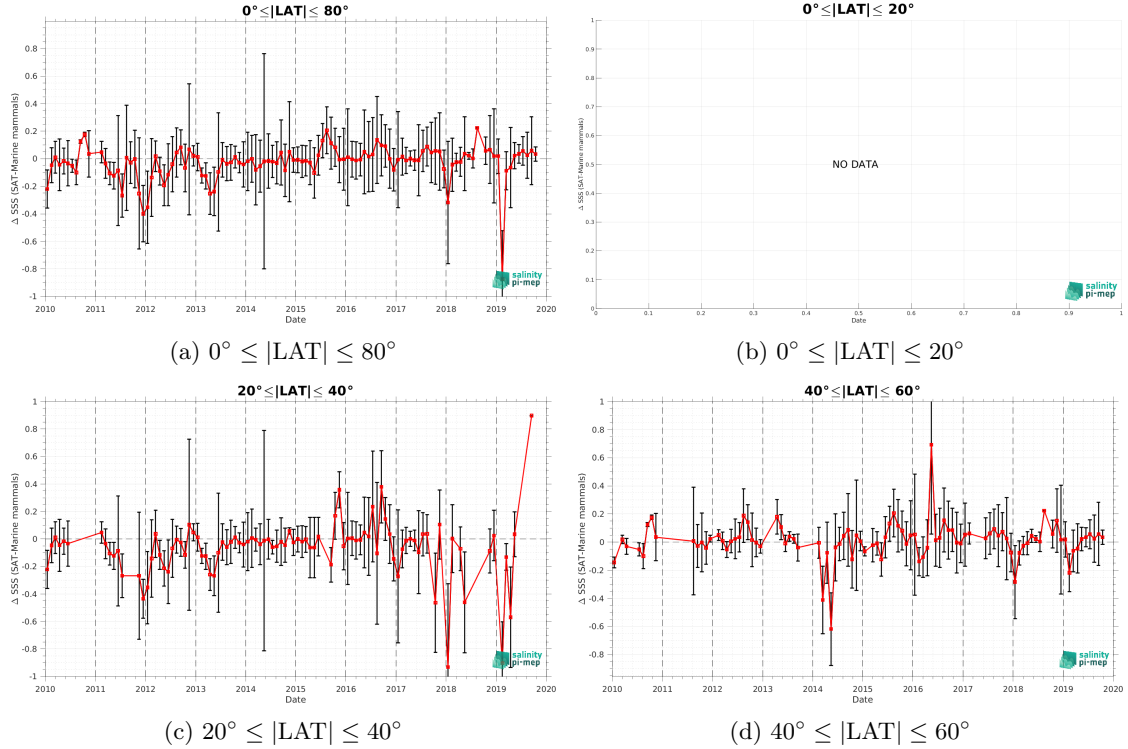 0°≤|LAT|≤ 80°
Δ SSS (SAT-Marine mammals)
0.8
0.6
0.4
0.2
0
-0.2
-0.4
-0.6
-0.8
-1
2010 2011 2012 2013 2014 2015 2016 2017 2018 2019 2020
Date
salinity
pi-mep
(a) 0° ≤ |LAT| ≤ 80°
0°≤|LAT|≤ 20°
Δ SSS (SAT-Marine mammals)
1
0.9
0.8
0.7
0.6
0.5
0.4
0.3
0.2
0.1
0
NO DATA
0 0.1 0.2 0.3 0.4 0.5 0.6 0.7 0.8 0.9 1
Date
salinity
pi-mep
(b) 0° ≤ |LAT| ≤ 20°
20°≤|LAT|≤ 40°
Δ SSS (SAT-Marine mammals)
1
0.8
0.6
0.4
0.2
0
-0.2
-0.4
-0.6
-0.8
-1
2010 2011 2012 2013 2014 2015 2016 2017 2018 2019 2020
Date
salinity
pi-mep
(c) 20° ≤ |LAT| ≤ 40°
40°≤|LAT|≤ 60°
Δ SSS (SAT-Marine mammals)
1
0.8
0.6
0.4
0.2
0
-0.2
-0.4
-0.6
-0.8
2010 2011 2012 2013 2014 2015 2016 2017 2018 2019 2020
Date
salinity
pi-mep
(d) 40° ≤ |LAT| ≤ 60°